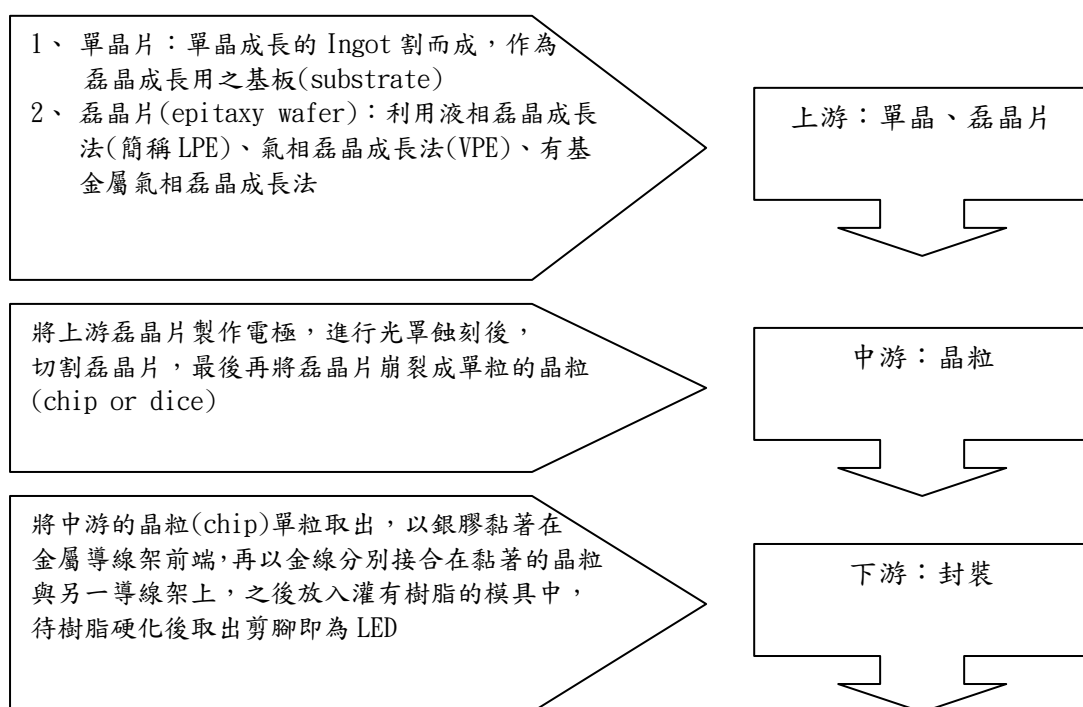 1、 單晶片：單晶成長的 Ingot 割而成，作為
磊晶成長用之基板(substrate)
2、 磊晶片(epitaxy wafer)：利用液相磊晶成長
法(簡稱 LPE)、氣相磊晶成長法(VPE)、有基
金屬氣相磊晶成長法
上游：單晶、磊晶片
將上游磊晶片製作電極，進行光罩蝕刻後，
切割磊晶片，最後再將磊晶片崩裂成單粒的晶粒
(chip or dice)
中游：晶粒
將中游的晶粒(chip)單粒取出，以銀膠黏著在
金屬導線架前端,再以金線分別接合在黏著的晶粒
與另一導線架上，之後放入灌有樹脂的模具中，
待樹脂硬化後取出剪腳即為 LED
下游：封裝